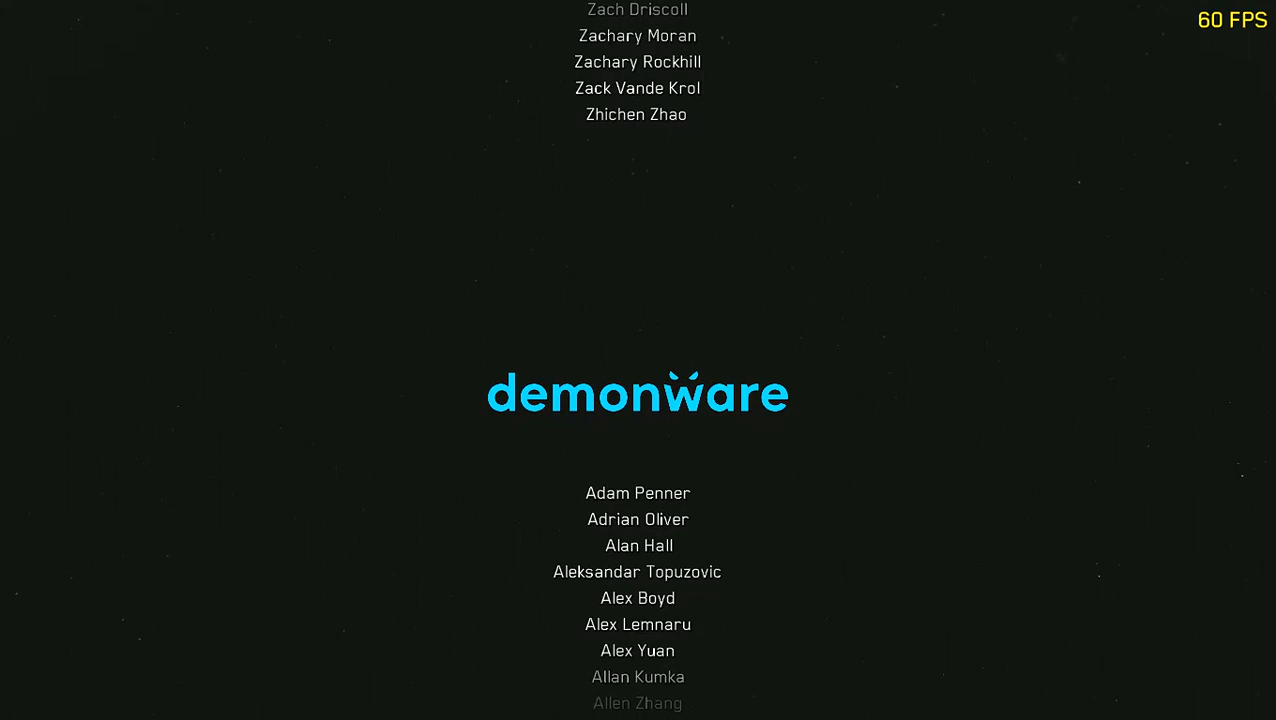 Zach Driscoll
60 FPS
Zachary Moran
Zachary Rockhill
Zack Vande Krol
Zhichen Zhao
demonware
Adam Penner
Adrian Oliver
Alan Hall
Aleksandar Topuzovic
Alex Boyd
Alex Lemnaru
Alex Yuan
Allan Kumka
Allen Zhang